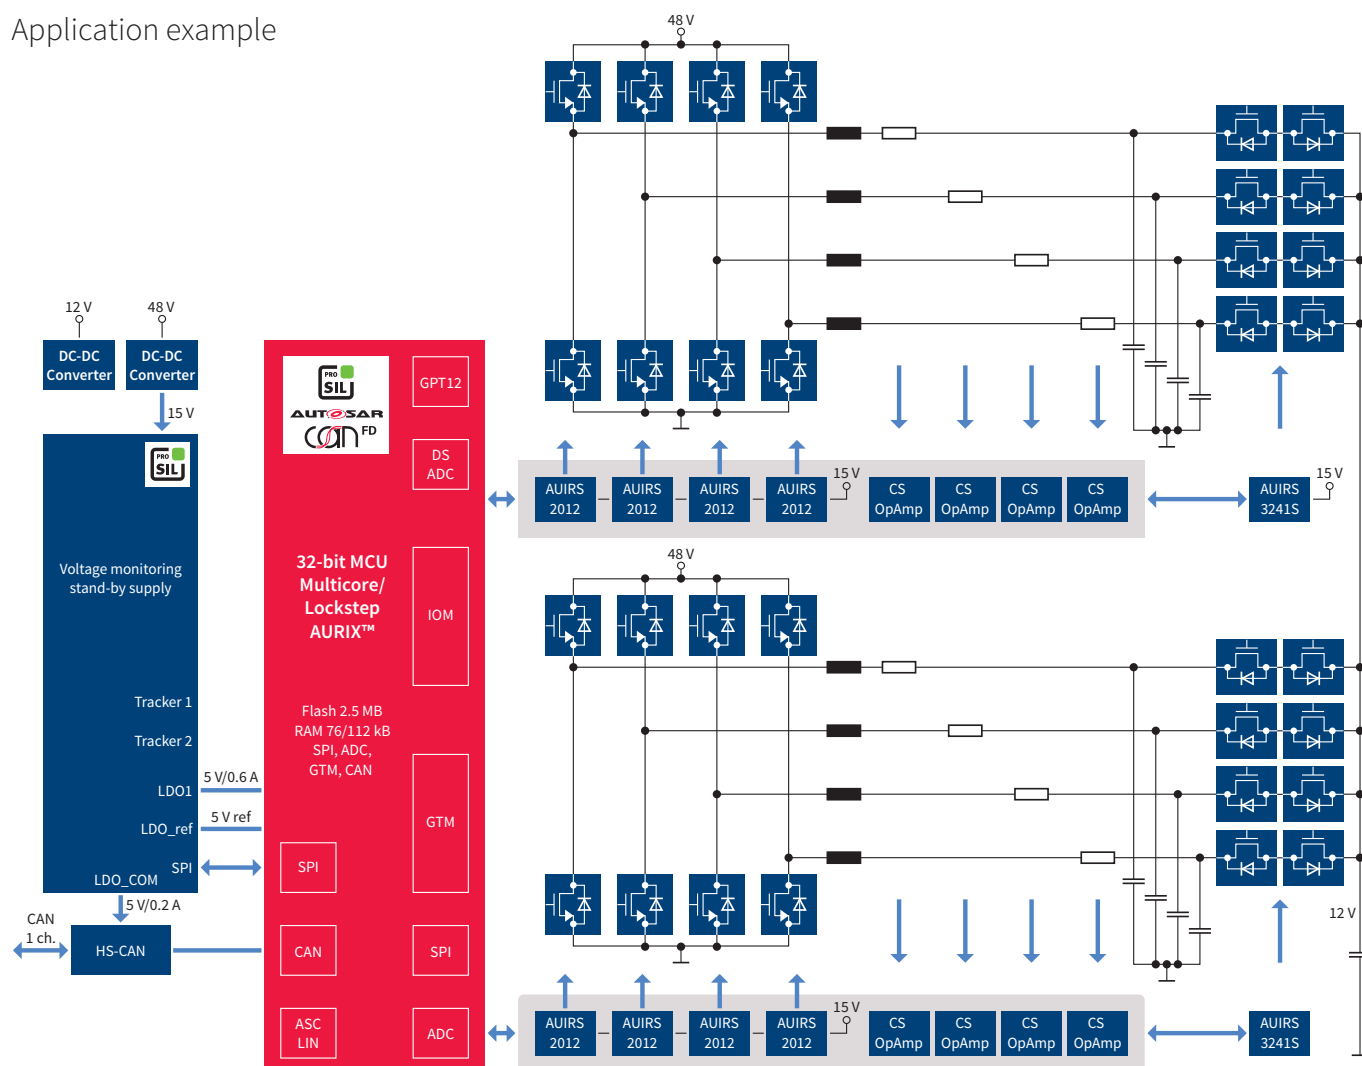 Application example
48 V
12 V
48 V
DC-DC
Converter
DC-DC
Converter
15 V
PRO
SIL
Voltage monitoring
stand-by supply
Tracker 1
Tracker 2
LDO1
LDO_ref
SPI
LDO_COM
5 V/0.6 A
5 V ref
5 V/0.2 A
CAN
1 ch.
HS-CAN
PRO
SIL
AUTOSAR
CAN FD
32-bit MCU
Multicore/
Lockstep
AURIX™
Flash 2.5 MB
RAM 76/112 kB
SPI, ADC,
GTM, CAN
GPT12
DS
ADC
IOM
GTM
SPI
CAN
SPI
ASC
LIN
ADC
AUIRS
2012
AUIRS
2012
AUIRS
2012
AUIRS
2012
15 V
CS
OpAmp
CS
OpAmp
CS
OpAmp
CS
OpAmp
AUIRS
3241S
15 V
48 V
12 V
AUIRS
2012
AUIRS
2012
AUIRS
2012
AUIRS
2012
15 V
CS
OpAmp
CS
OpAmp
CS
OpAmp
CS
OpAmp
AUIRS
3241S